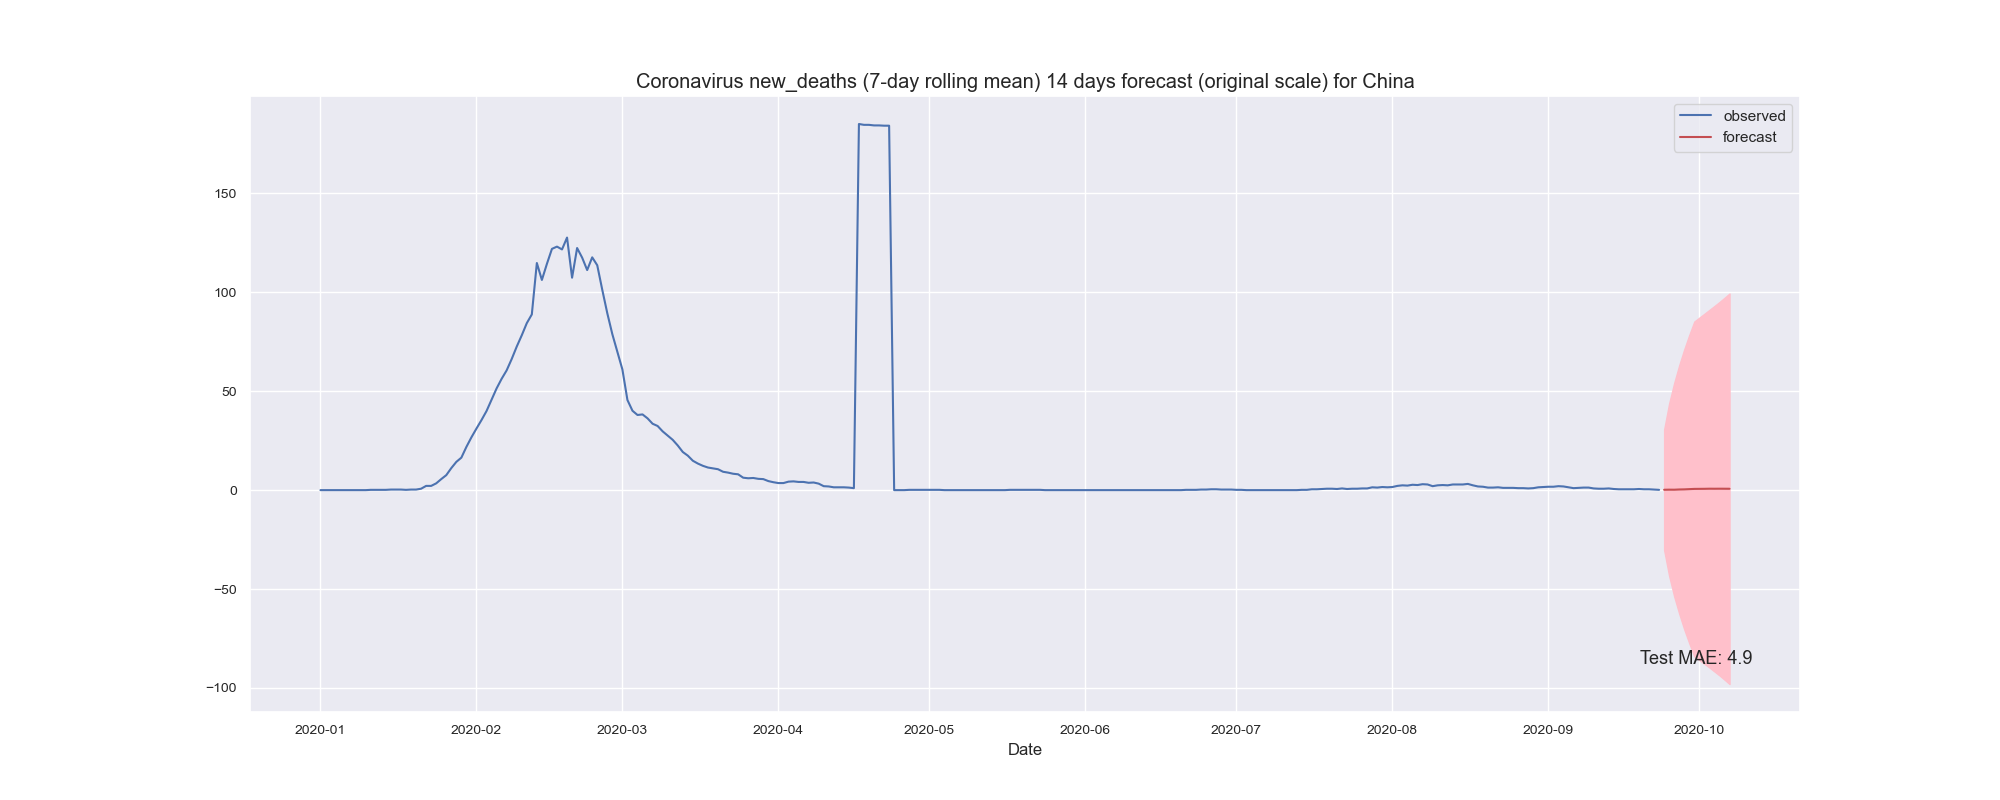 Coronavirus new_deaths (7-day rolling mean) 14 days forecast (original scale) for China
observed
forecast
150
100
50
0
−50
−100
Test MAE: 4.9
2020-01 2020-02 2020-03 2020-04 2020-05 2020-06 2020-07 2020-08 2020-09 2020-10
Date